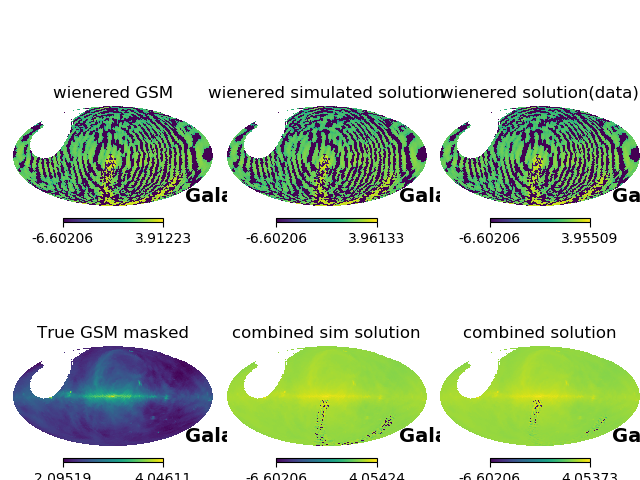 wienered GSM
wienered simulated solution
wienered solution(data)
Gala
Gala
Ga
-6.60206 3.91223
-6.60206 3.96133
-6.60206 3.95509
True GSM masked
combined sim solution
combined solution
Gala
Gala
Ga
2.09519 4.04611
-6.60206 4.05424
-6.60206 4.05373